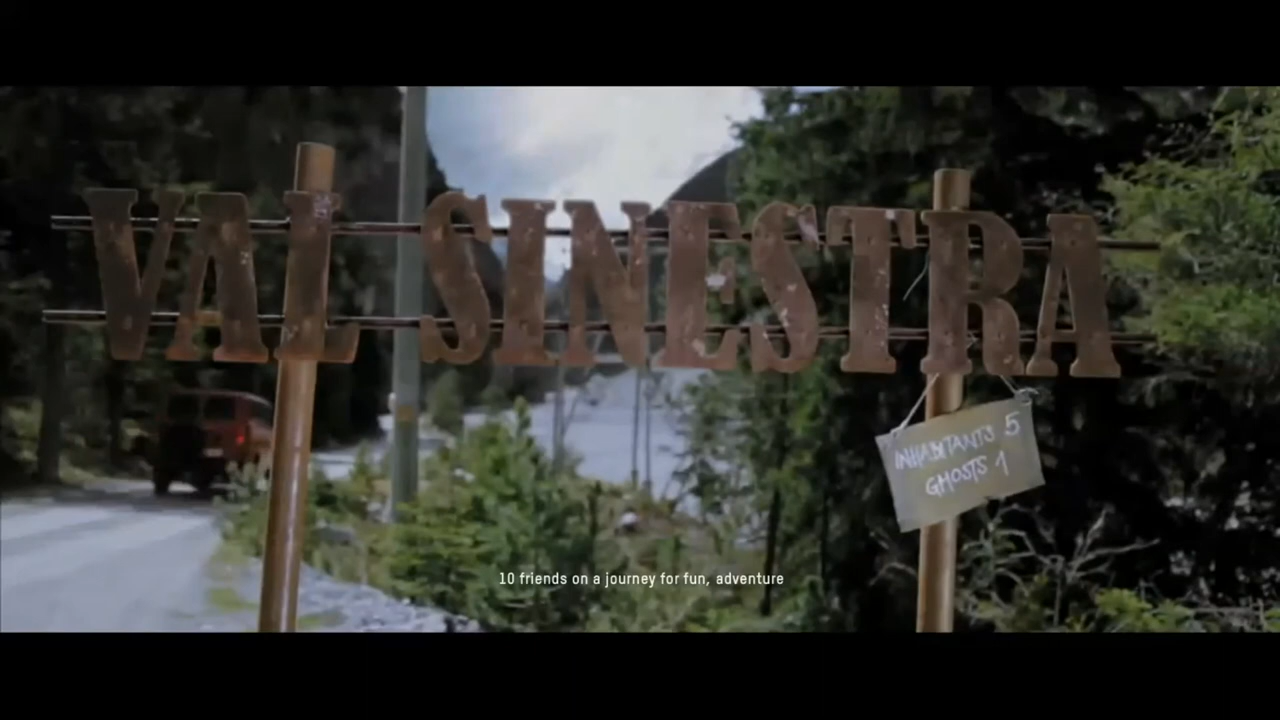 VAL SINESTRA
INHABITANTS 5
GHOSTS 1
10 friends on a journey for fun, adventure